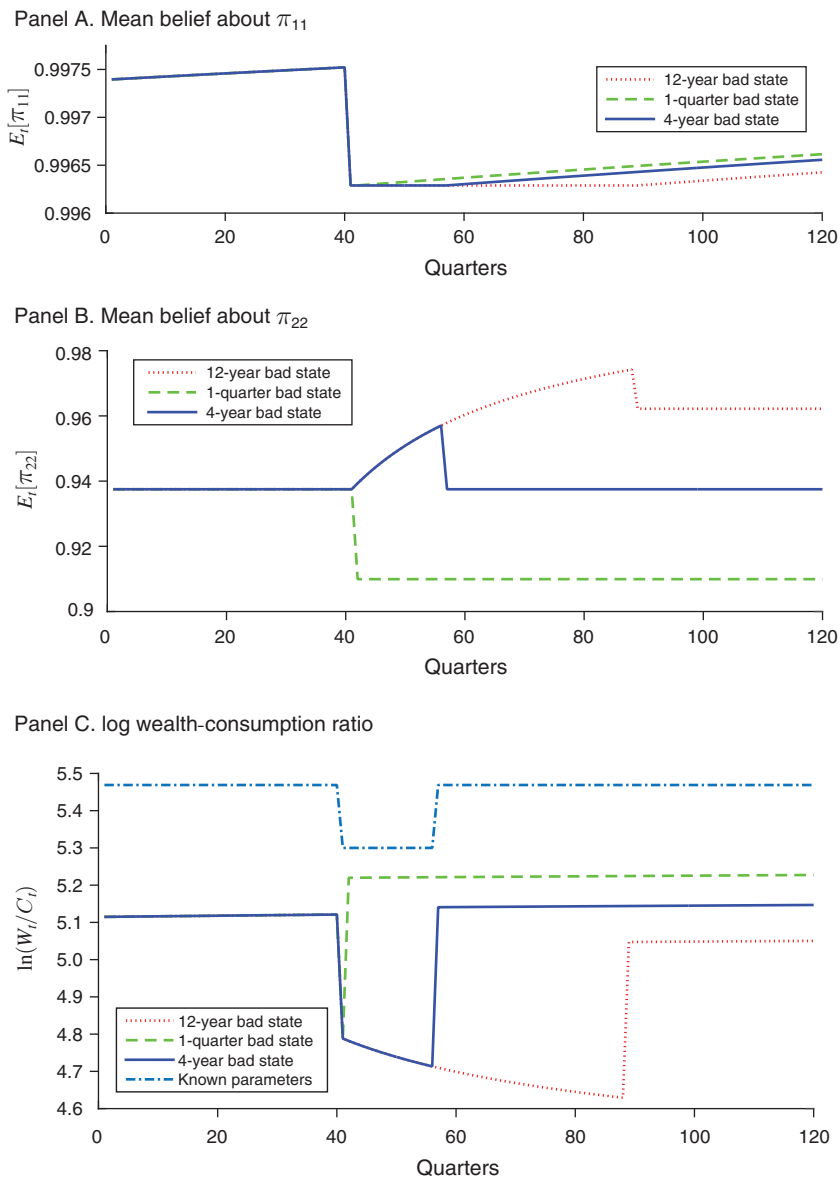 Panel A. Mean belief about π11
E_t[π11]
0.9975
0.997
0.9965
0.996
12-year bad state
1-quarter bad state
4-year bad state
0 20 40 60 80 100 120
Quarters
Panel B. Mean belief about π22
E_t[π22]
0.98
0.96
0.94
0.92
0.9
12-year bad state
1-quarter bad state
4-year bad state
0 20 40 60 80 100 120
Quarters
Panel C. log wealth-consumption ratio
ln(W_t/C_t)
5.5
5.4
5.3
5.2
5.1
5.0
4.9
4.8
4.7
4.6
12-year bad state
1-quarter bad state
4-year bad state
Known parameters
0 20 40 60 80 100 120
Quarters